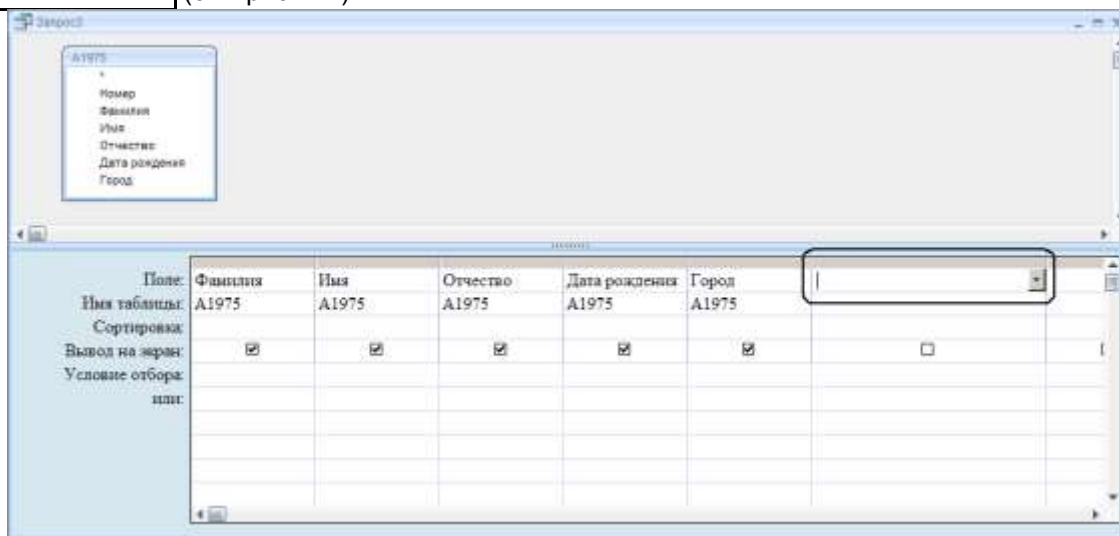 Запрос3
А1975
*
Номер
Фамилия
Имя
Отчество
Дата рождения
Город
Поле: Фамилия Имя Отчество Дата рождения Город
Имя таблицы: А1975 А1975 А1975 А1975 А1975
Сортировка:
Вывод на экран:
Условие отбора:
или: